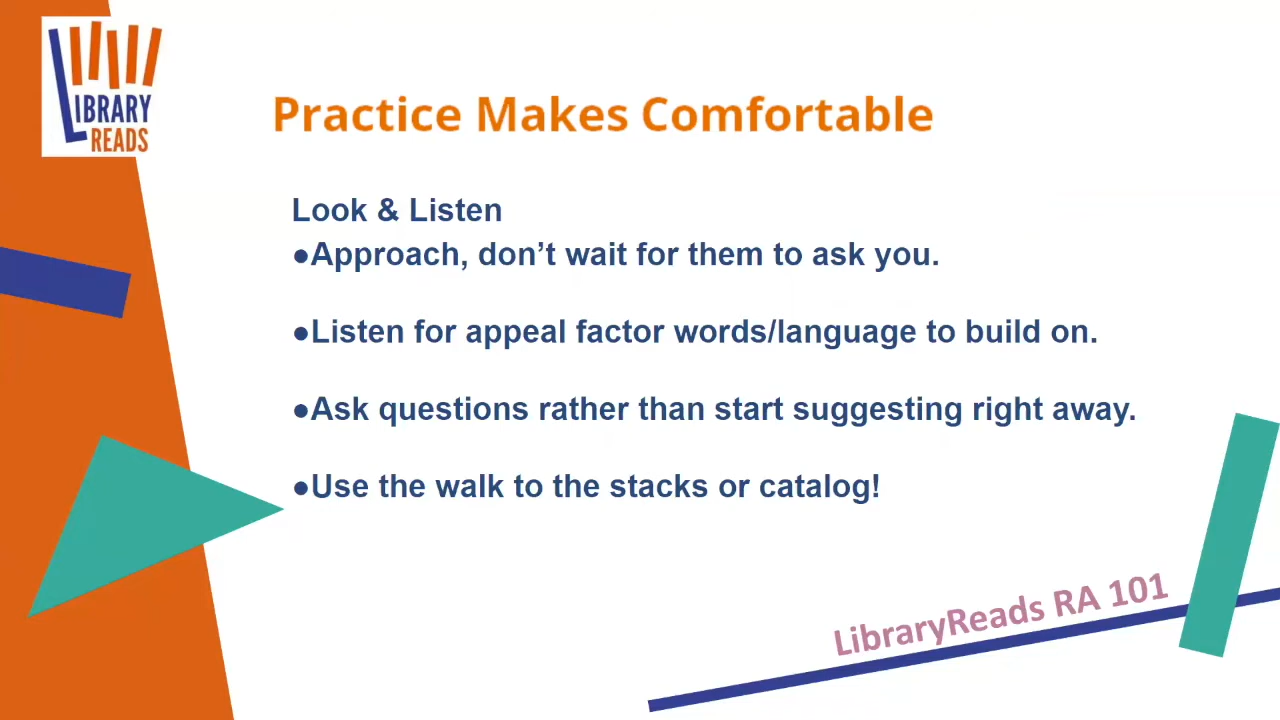 LIBRARY
READS
Practice Makes Comfortable
Look & Listen
●Approach, don’t wait for them to ask you.
●Listen for appeal factor words/language to build on.
●Ask questions rather than start suggesting right away.
●Use the walk to the stacks or catalog!
LibraryReads RA 101